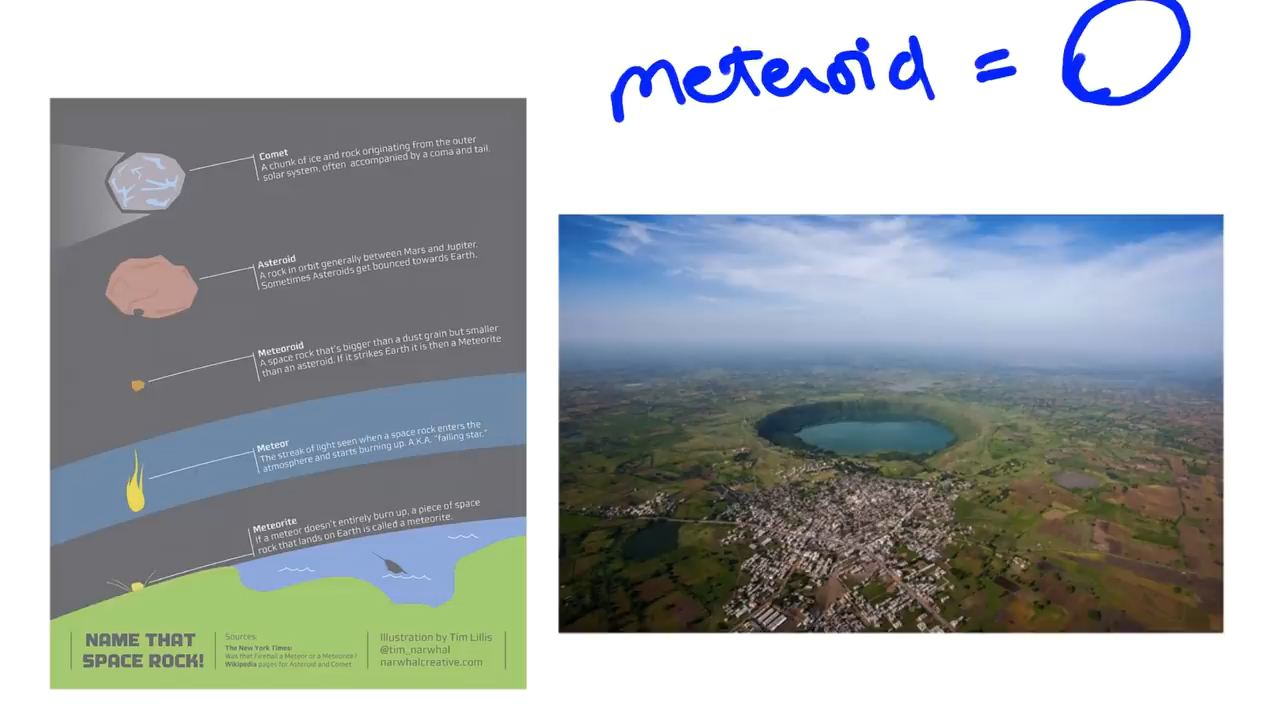 meteroid =
Comet
A chunk of ice and rock originating from the outer
solar system, often accompanied by a coma and tail.
Asteroid
A rock in orbit generally between Mars and Jupiter.
Sometimes Asteroids get bounced towards Earth.
Meteoroid
A space rock that's bigger than a dust grain but smaller
than an asteroid. If it strikes Earth it is then a Meteorite
Meteor
The streak of light seen when a space rock enters the
atmosphere and starts burning up. A.K.A. "falling star."
Meteorite
If a meteor doesn't entirely burn up, a piece of space
rock that lands on Earth is called a meteorite.
NAME THAT
SPACE ROCK!
Sources:
The New York Times:
Was that Fireball a Meteor or a Meteorite?
Wikipedia pages for Asteroid and Comet
Illustration by Tim Lillis
@tim_narwhal
narwhalcreative.com